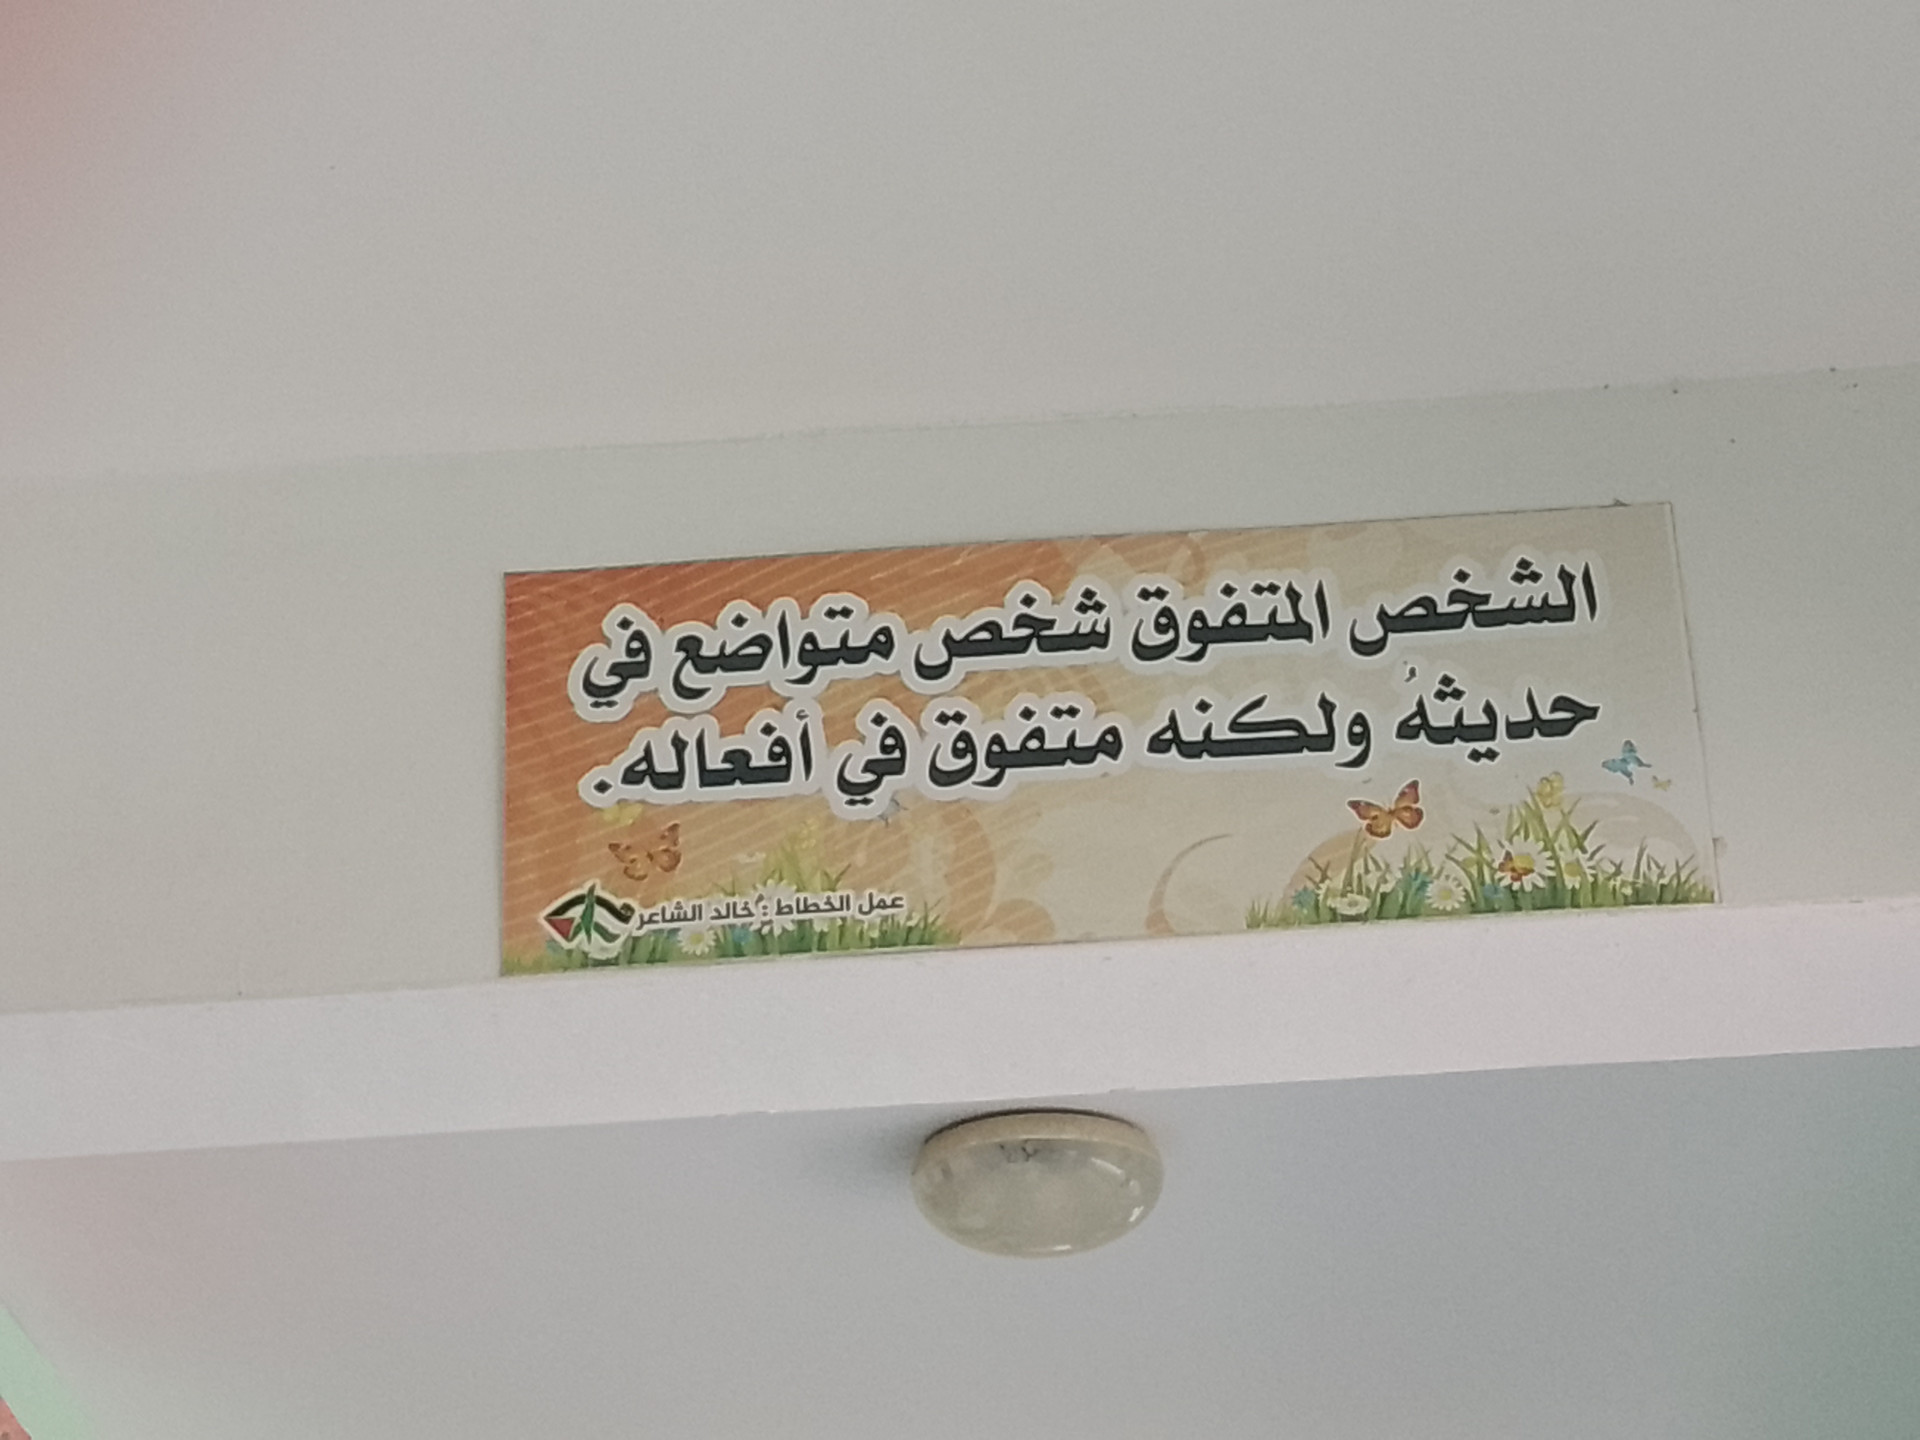 الشخص المتفوق شخص متواضع في
حديثهُ ولكنه متفوق في أفعاله.
عمل الخطاط : خالد الشاعر